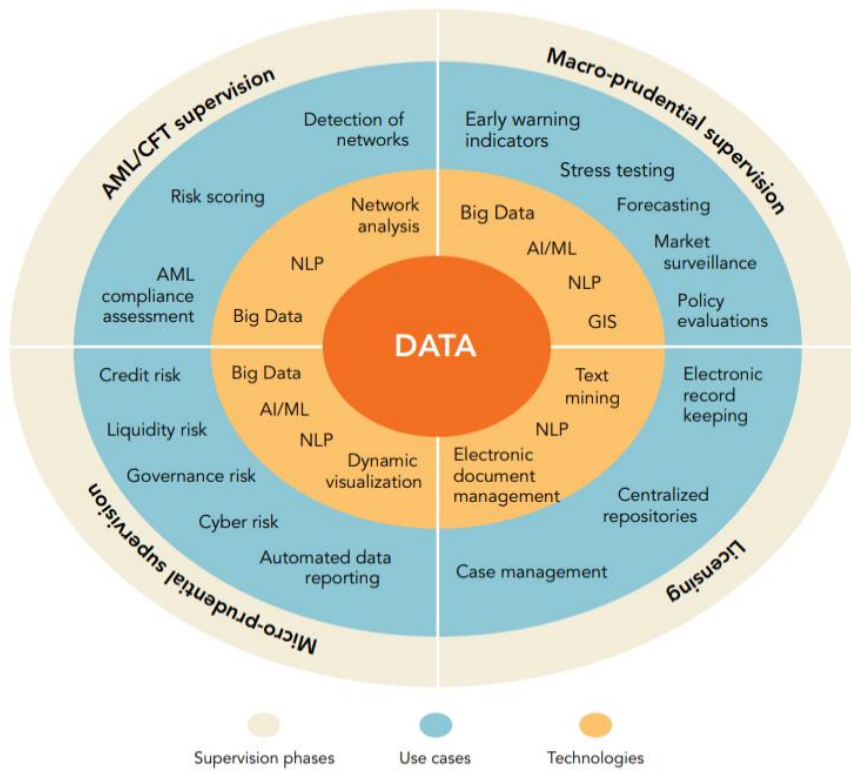 AML/CFT supervision
Detection of
networks
Risk scoring
AML
compliance
assessment
Network
analysis
NLP
Big Data
Macro-prudential supervision
Early warning
indicators
Stress testing
Forecasting
Market
surveillance
Policy
evaluations
Big Data
AI/ML
NLP
GIS
DATA
Micro-prudential supervision
Credit risk
Liquidity risk
Governance risk
Cyber risk
Automated data
reporting
Big Data
AI/ML
NLP
Dynamic
visualization
Licensing
Electronic
record
keeping
Centralized
repositories
Case management
Text
mining
NLP
Electronic
document
management
Supervision phases
Use cases
Technologies